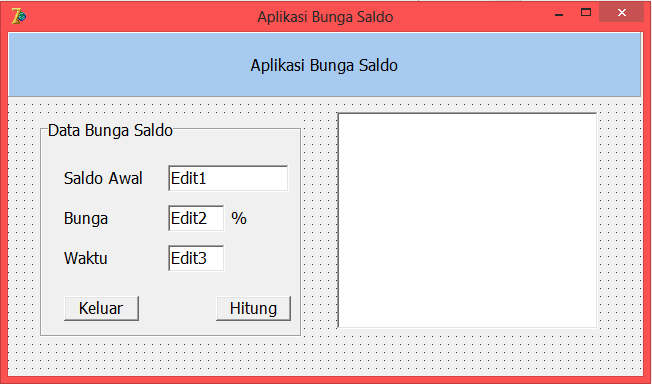 Aplikasi Bunga Saldo
Aplikasi Bunga Saldo
Data Bunga Saldo
Saldo Awal Edit1
Bunga Edit2 %
Waktu Edit3
Keluar Hitung